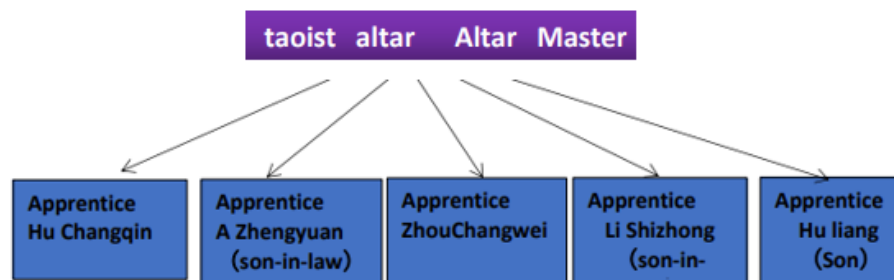 taoist altar Altar Master
Apprentice
Hu Changqin
Apprentice
A Zhengyuan
（son-in-law）
Apprentice
ZhouChangwei
Apprentice
Li Shizhong
（son-in-
Apprentice
Hu liang
（Son）